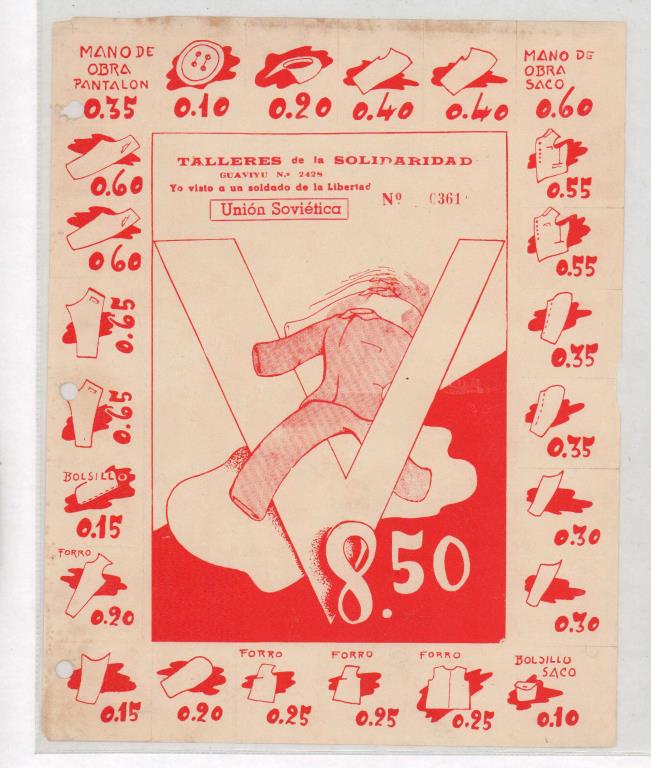 MANO DE
OBRA
PANTALON
0.35
0.10
0.20
0.40
0.40
MANO DE
OBRA
SACO
0.60
0.60
0.60
0.65
0.65
BOLSILLO
0.15
FORRO
0.20
TALLERES de la SOLIDARIDAD
GUAVIYU N.º 2428
Yo visto a un soldado de la Libertad
Unión Soviética
Nº 0361
V
8.50
0.55
0.55
0.35
0.35
0.30
0.30
0.15
0.20
FORRO
0.25
FORRO
0.25
FORRO
0.25
BOLSILLO
SACO
0.10